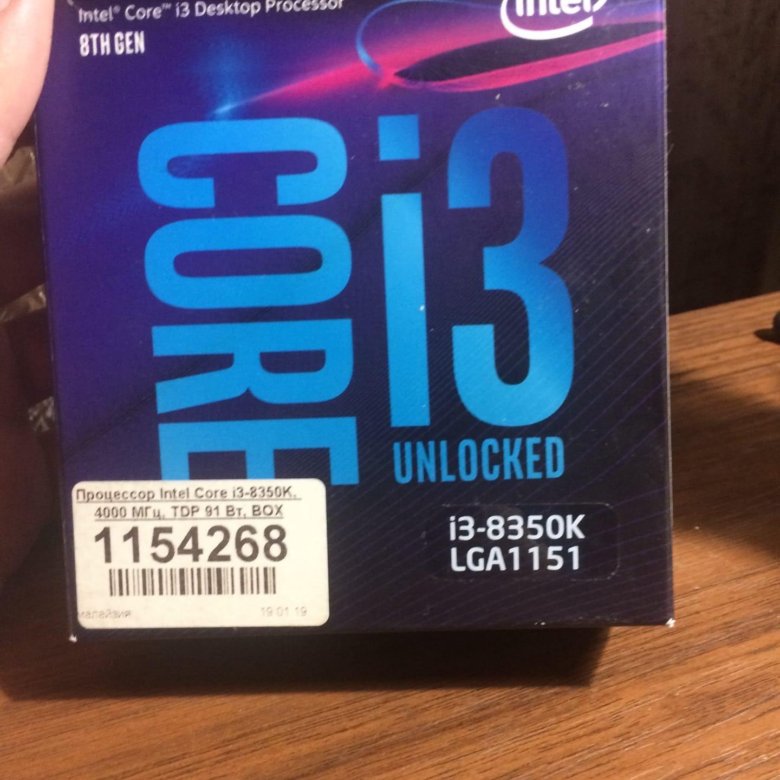 Intel® Core™ i3 Desktop Processor
8TH GEN
intel
CORE i3
UNLOCKED
i3-8350K
LGA1151
Процессор Intel Core i3-8350K,
4000 МГц, TDP 91 Вт, BOX
1154268
малайзия 19.01.19